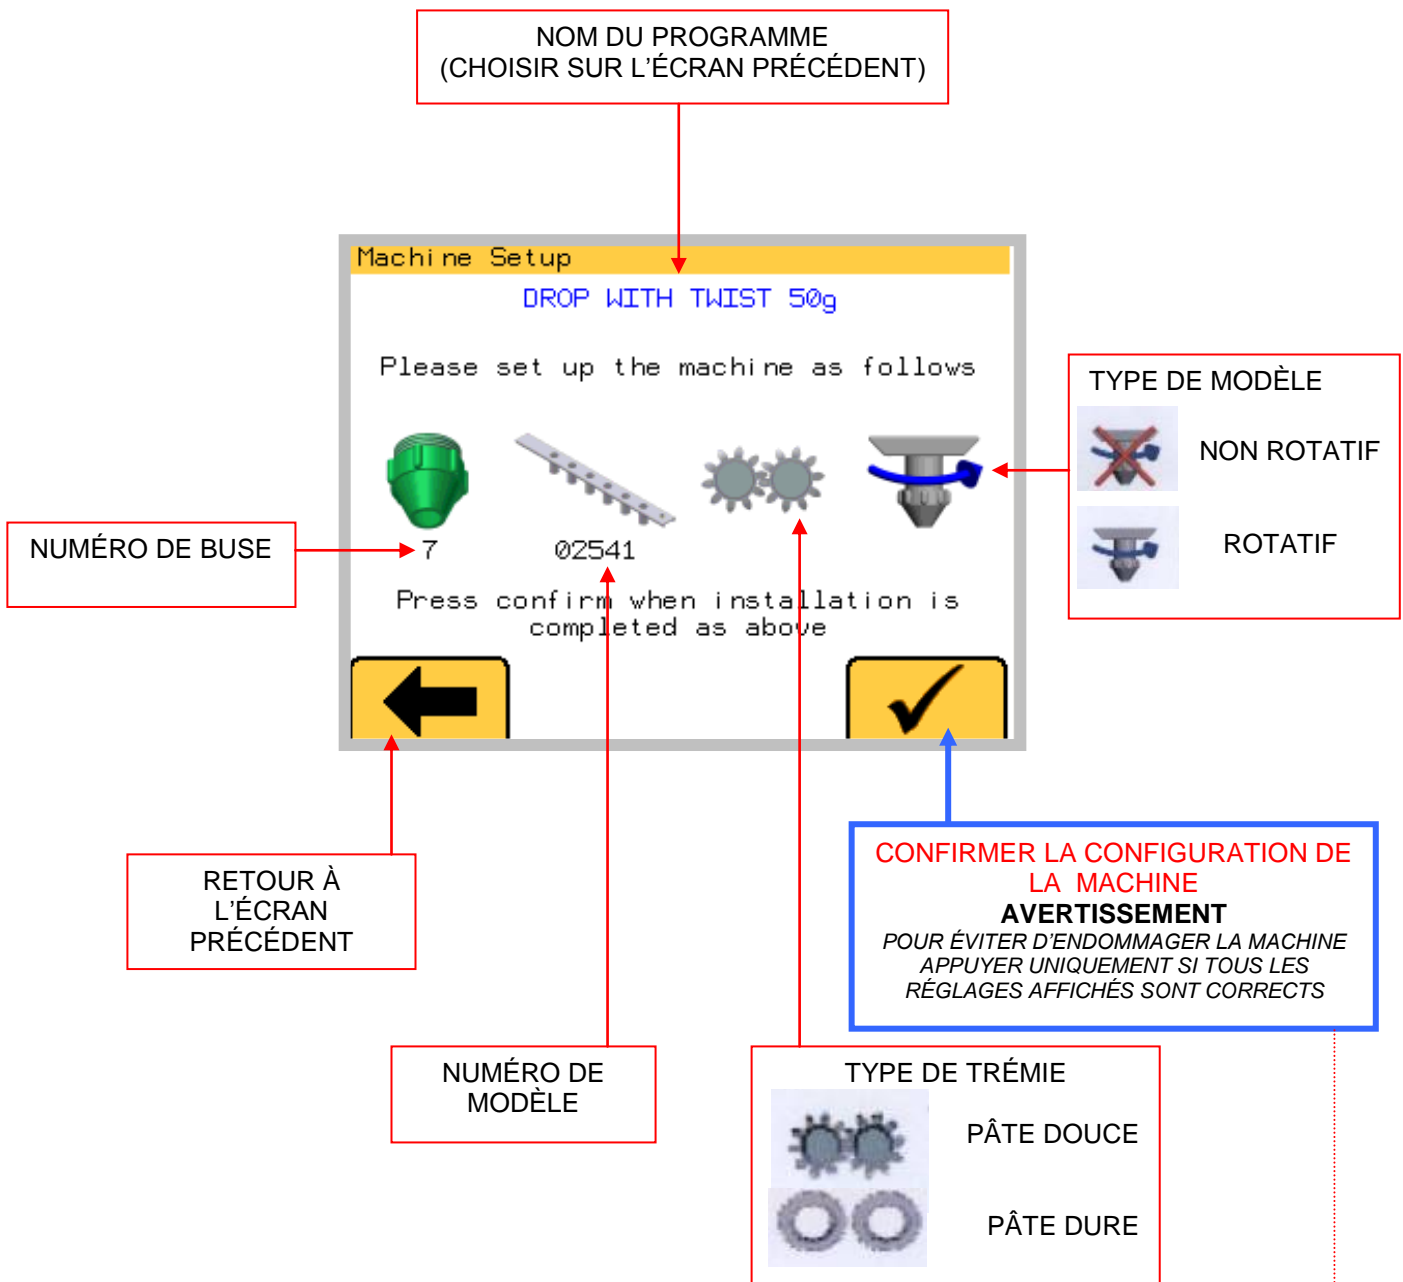 NOM DU PROGRAMME
(CHOISIR SUR L'ÉCRAN PRÉCÉDENT)
Machine Setup
DROP WITH TWIST 50g
Please set up the machine as follows
TYPE DE MODÈLE
NON ROTATIF
ROTATIF
NUMÉRO DE BUSE
7
02541
Press confirm when installation is
completed as above
RETOUR À
L'ÉCRAN
PRÉCÉDENT
CONFIRMER LA CONFIGURATION DE
LA MACHINE
AVERTISSEMENT
POUR ÉVITER D'ENDOMMAGER LA MACHINE
APPUYER UNIQUEMENT SI TOUS LES
RÉGLAGES AFFICHÉS SONT CORRECTS
NUMÉRO DE
MODÈLE
TYPE DE TRÉMIE
PÂTE DOUCE
PÂTE DURE